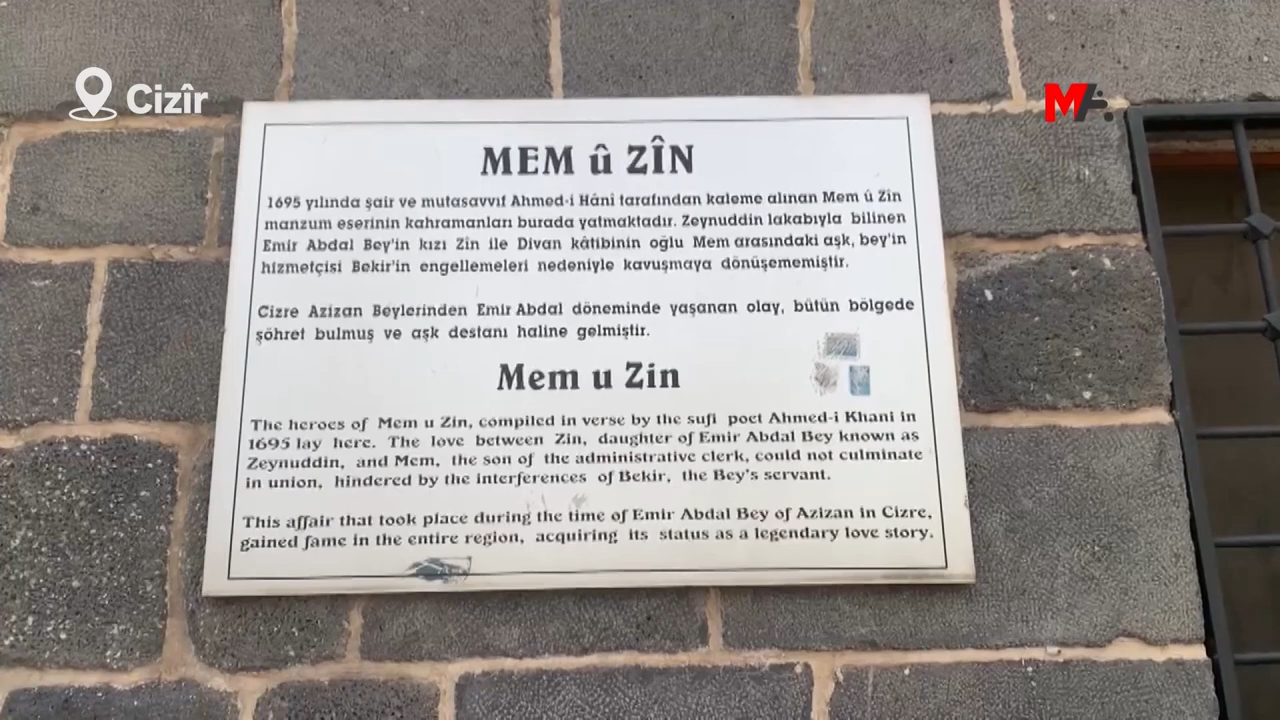 Cizîr
MA
MEM û ZÎN
1695 yılında şair ve mutasavvıf Ahmed-i Hânî tarafından kaleme alınan Mem û Zîn
manzum eserinin kahramanları burada yatmaktadır. Zeynuddin lakabıyla bilinen
Emir Abdal Bey'in kızı Zîn ile Divan kâtibinin oğlu Mem arasındaki aşk, bey'in
hizmetçisi Bekir'in engellemeleri nedeniyle kavuşmaya dönüşememiştir.
Cizre Azizan Beylerinden Emir Abdal döneminde yaşanan olay, bütün bölgede
şöhret bulmuş ve aşk destanı haline gelmiştir.
Mem u Zin
The heroes of Mem u Zin, compiled in verse by the sufi poet Ahmed-i Khani in
1695 lay here. The love between Zin, daughter of Emir Abdal Bey known as
Zeynuddin, and Mem, the son of the administrative clerk, could not culminate
in union, hindered by the interferences of Bekir, the Bey's servant.
This affair that took place during the time of Emir Abdal Bey of Azizan in Cizre,
gained fame in the entire region, acquiring its status as a legendary love story.